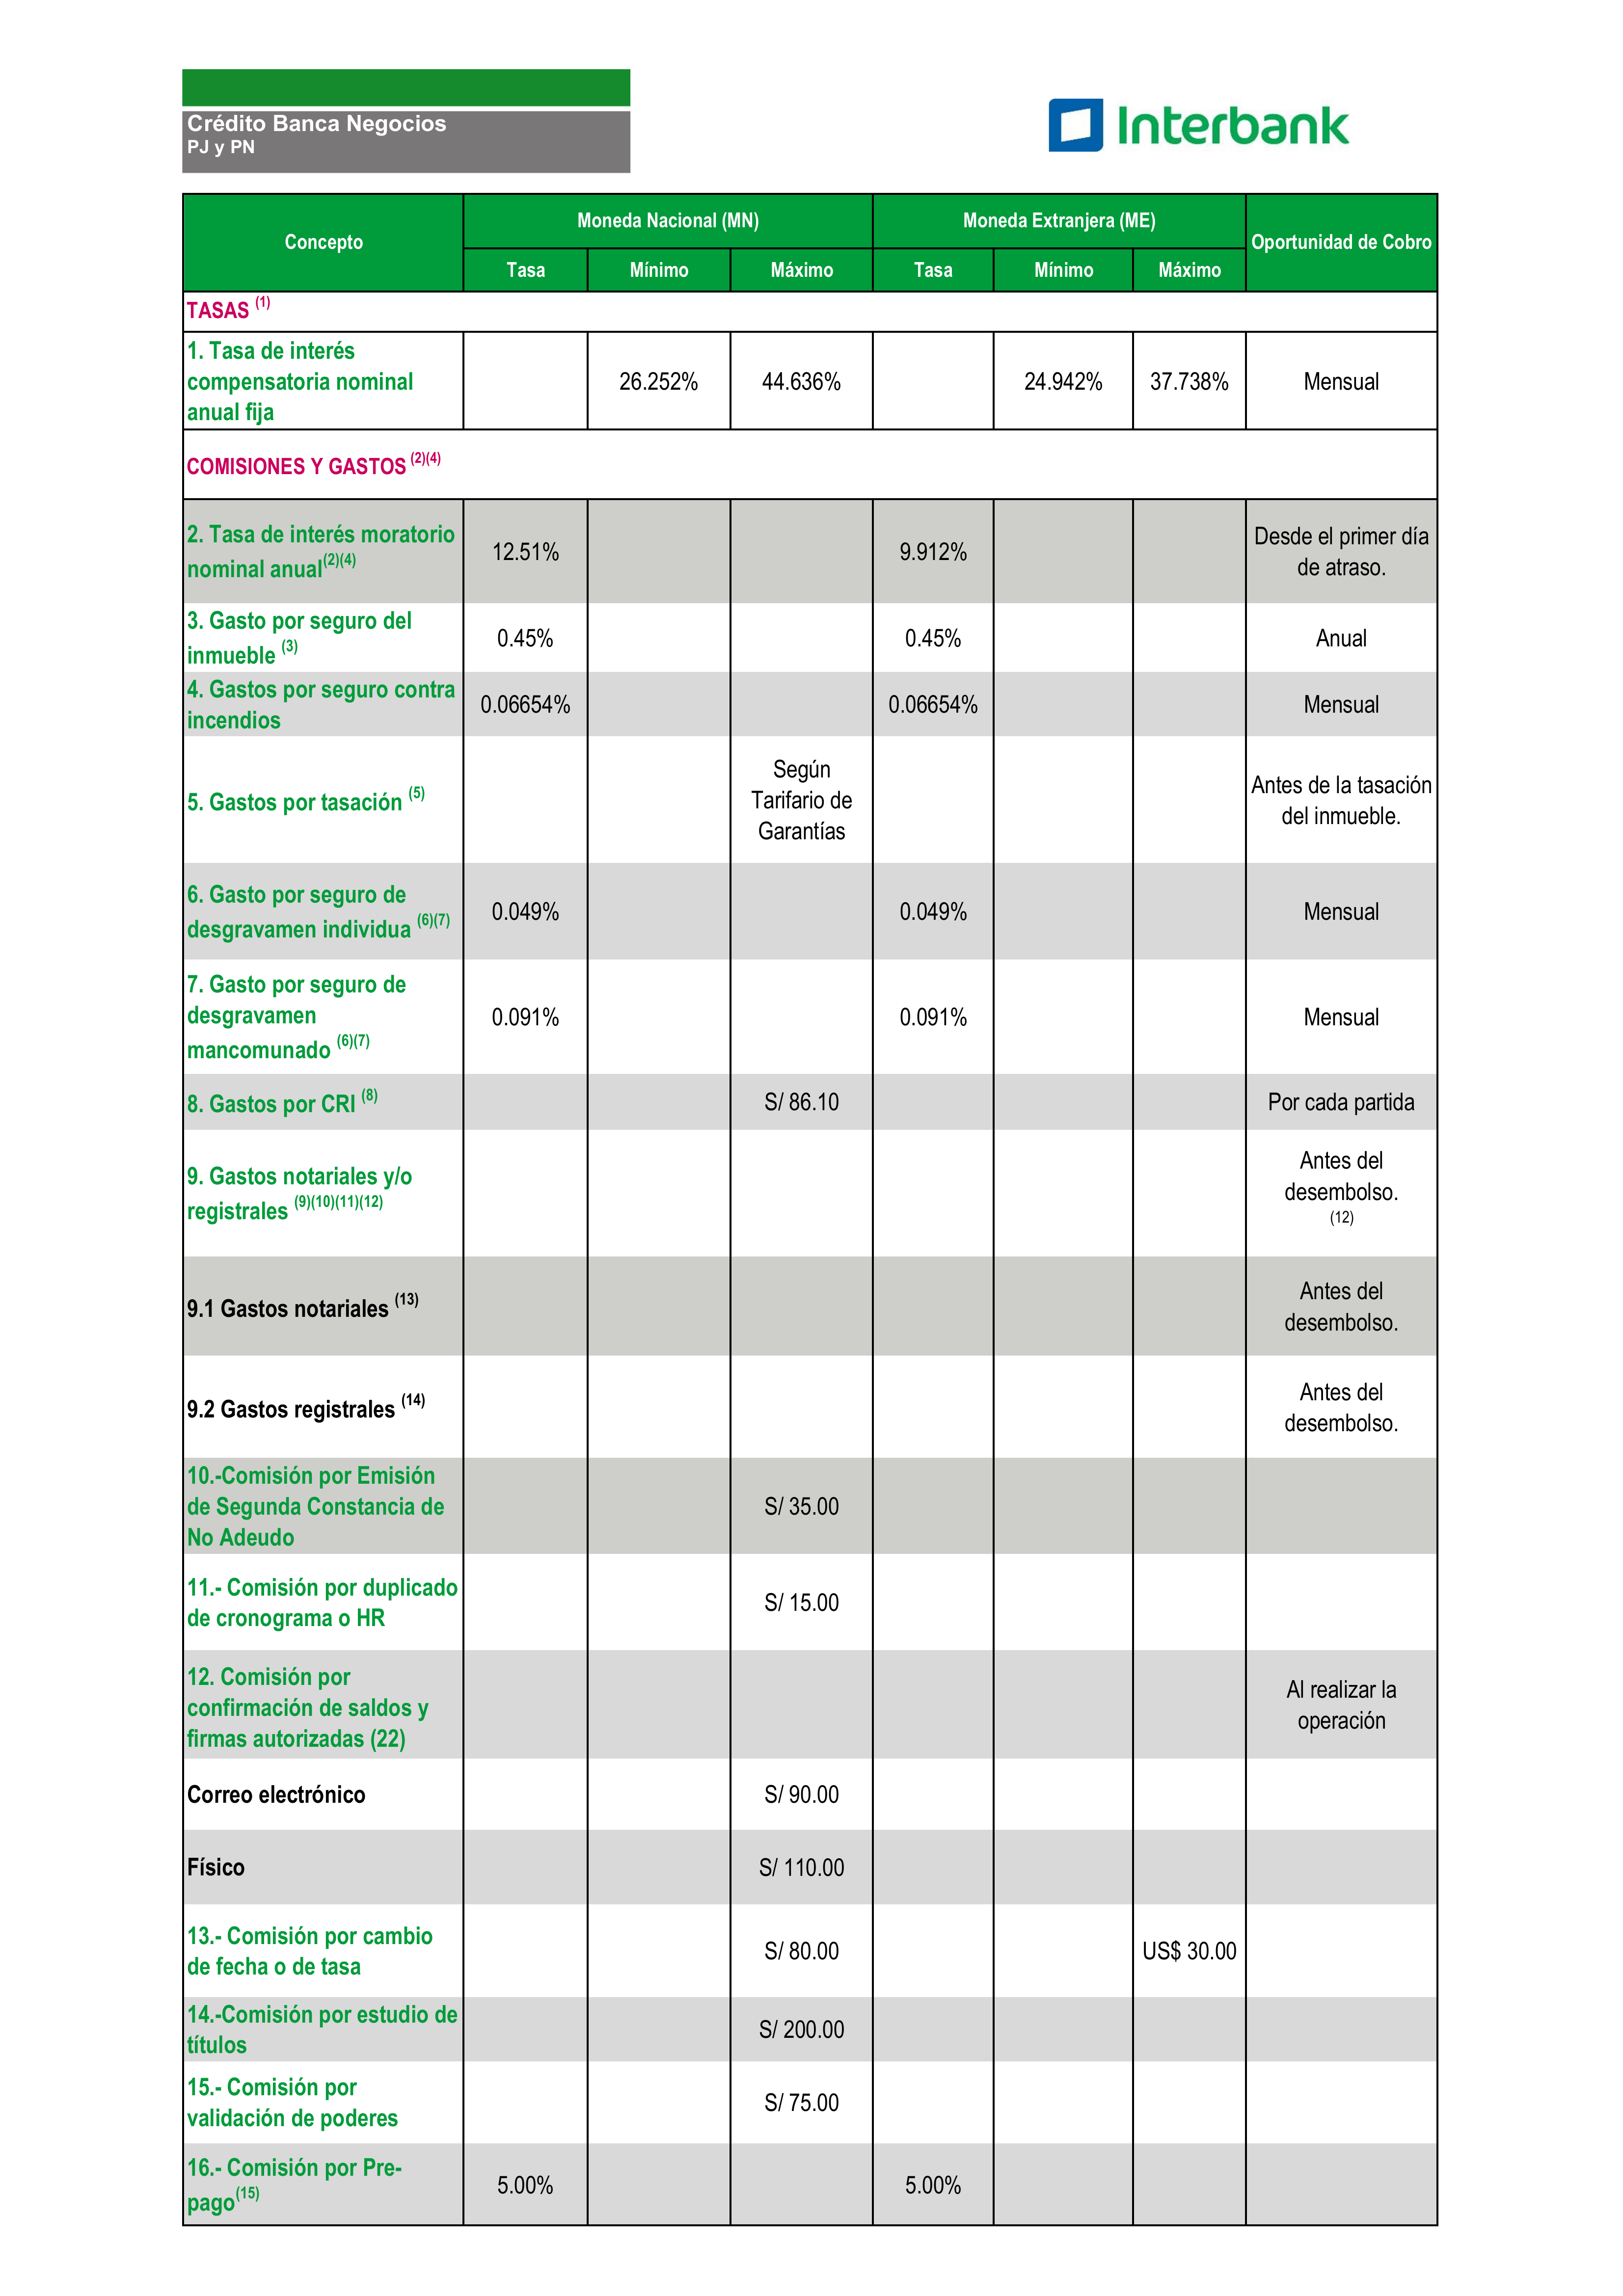 Crédito Banca Negocios
PJ y PN
Interbank
Concepto
Moneda Nacional (MN)
Moneda Extranjera (ME)
Oportunidad de Cobro
Tasa
Mínimo
Máximo
Tasa
Mínimo
Máximo
TASAS (1)
1. Tasa de interés
compensatoria nominal
anual fija
26.252%
44.636%
24.942%
37.738%
Mensual
COMISIONES Y GASTOS (2)(4)
2. Tasa de interés moratorio
nominal anual(2)(4)
12.51%
9.912%
Desde el primer día
de atraso.
3. Gasto por seguro del
inmueble (3)
0.45%
0.45%
Anual
4. Gastos por seguro contra
incendios
0.06654%
0.06654%
Mensual
5. Gastos por tasación (5)
Según
Tarifario de
Garantías
Antes de la tasación
del inmueble.
6. Gasto por seguro de
desgravamen individua (6)(7)
0.049%
0.049%
Mensual
7. Gasto por seguro de
desgravamen
mancomunado (6)(7)
0.091%
0.091%
Mensual
8. Gastos por CRI (8)
S/ 86.10
Por cada partida
9. Gastos notariales y/o
registrales (9)(10)(11)(12)
Antes del
desembolso.
(12)
9.1 Gastos notariales (13)
Antes del
desembolso.
9.2 Gastos registrales (14)
Antes del
desembolso.
10.-Comisión por Emisión
de Segunda Constancia de
No Adeudo
S/ 35.00
11.- Comisión por duplicado
de cronograma o HR
S/ 15.00
12. Comisión por
confirmación de saldos y
firmas autorizadas (22)
Al realizar la
operación
Correo electrónico
S/ 90.00
Físico
S/ 110.00
13.- Comisión por cambio
de fecha o de tasa
S/ 80.00
US$ 30.00
14.-Comisión por estudio de
títulos
S/ 200.00
15.- Comisión por
validación de poderes
S/ 75.00
16.- Comisión por Pre-
pago(15)
5.00%
5.00%